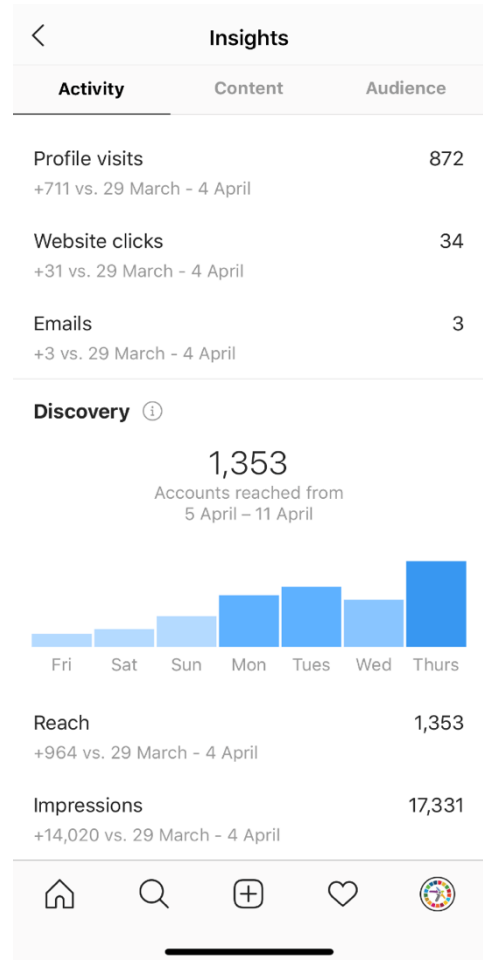 Insights
Activity Content Audience
Profile visits 872
+711 vs. 29 March - 4 April
Website clicks 34
+31 vs. 29 March - 4 April
Emails 3
+3 vs. 29 March - 4 April
Discovery
1,353
Accounts reached from
5 April – 11 April
Fri Sat Sun Mon Tues Wed Thurs
Reach 1,353
+964 vs. 29 March - 4 April
Impressions 17,331
+14,020 vs. 29 March - 4 April